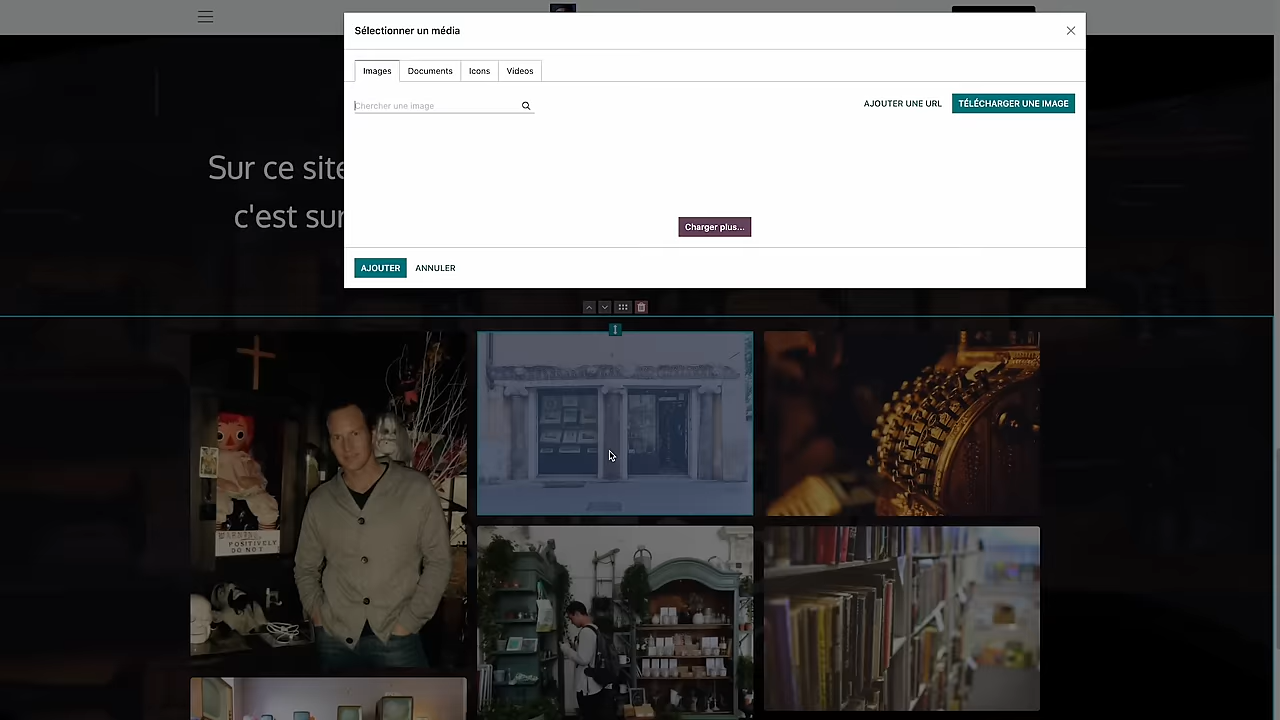 Sélectionner un média
Images
Documents
Icons
Videos
Chercher une image
AJOUTER UNE URL
TÉLÉCHARGER UNE IMAGE
Sur ce site
c'est sur
Charger plus...
AJOUTER
ANNULER
POSITIVELY
DO NOT